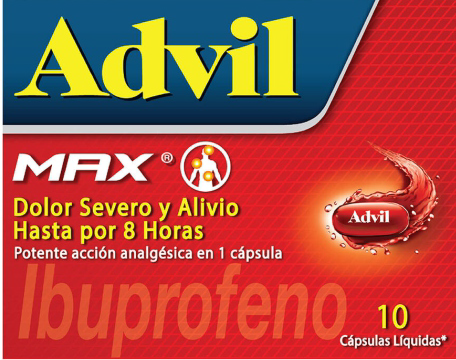 Advil
MAX®
Dolor Severo y Alivio
Hasta por 8 Horas
Potente acción analgésica en 1 cápsula
Advil
Ibuprofeno
10
Cápsulas Líquidas*